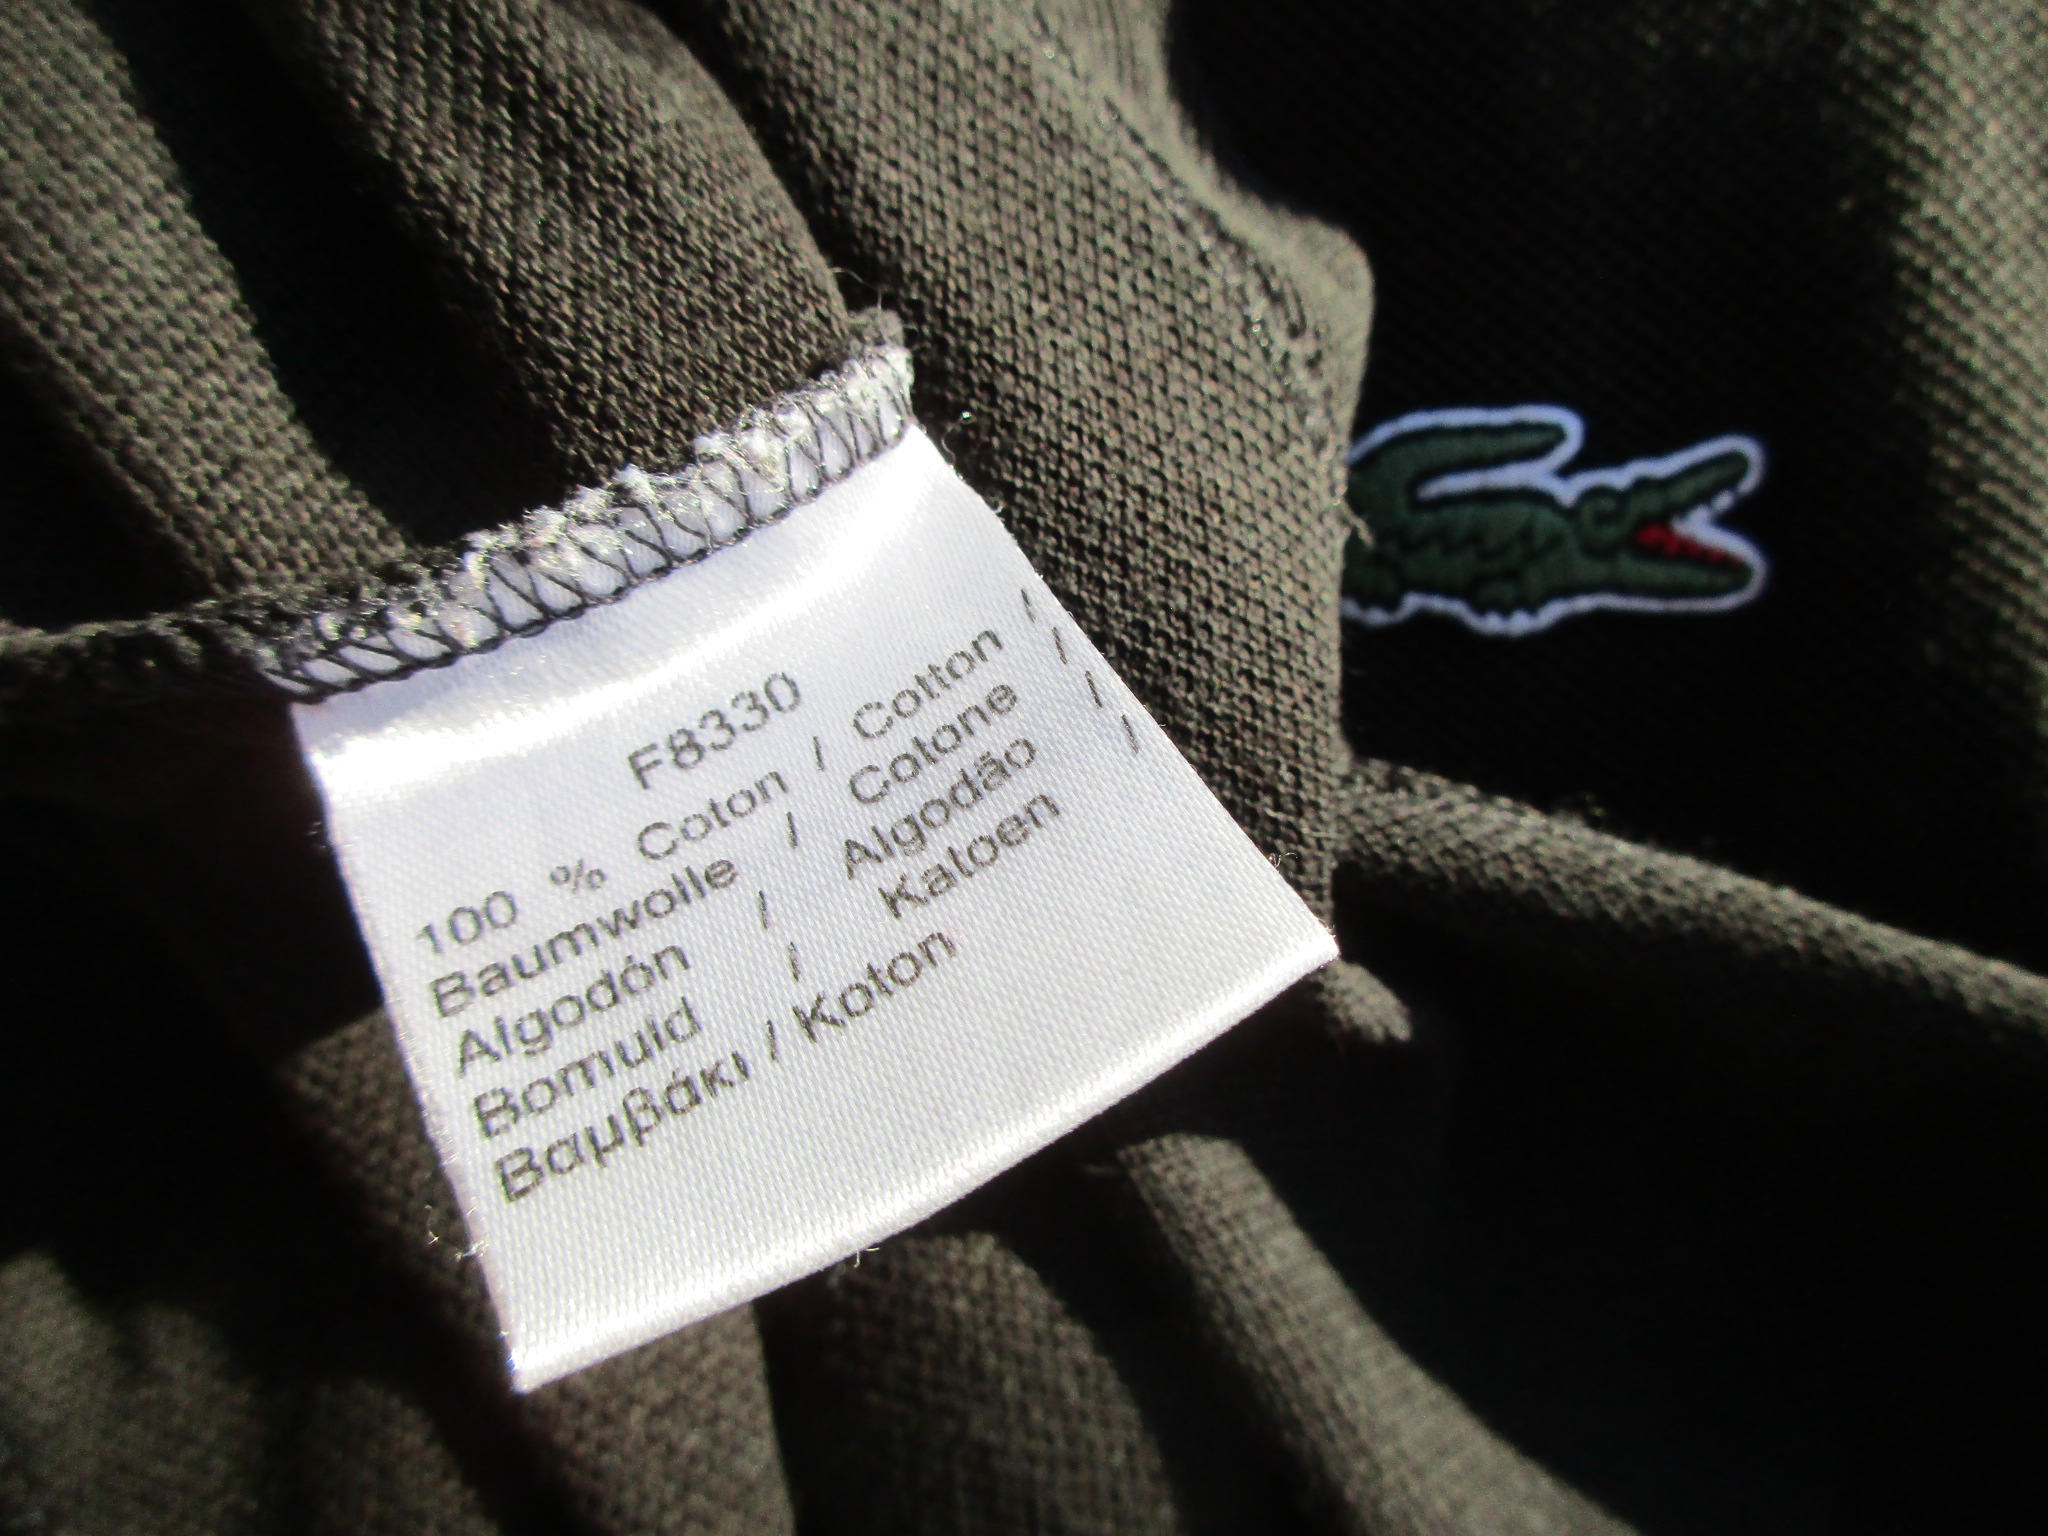 F8330
100 % Coton / Cotton /
Baumwolle / Cotone /
Algodón / Algodão /
Bomuld / Katoen /
Βαμβάκι / Koton